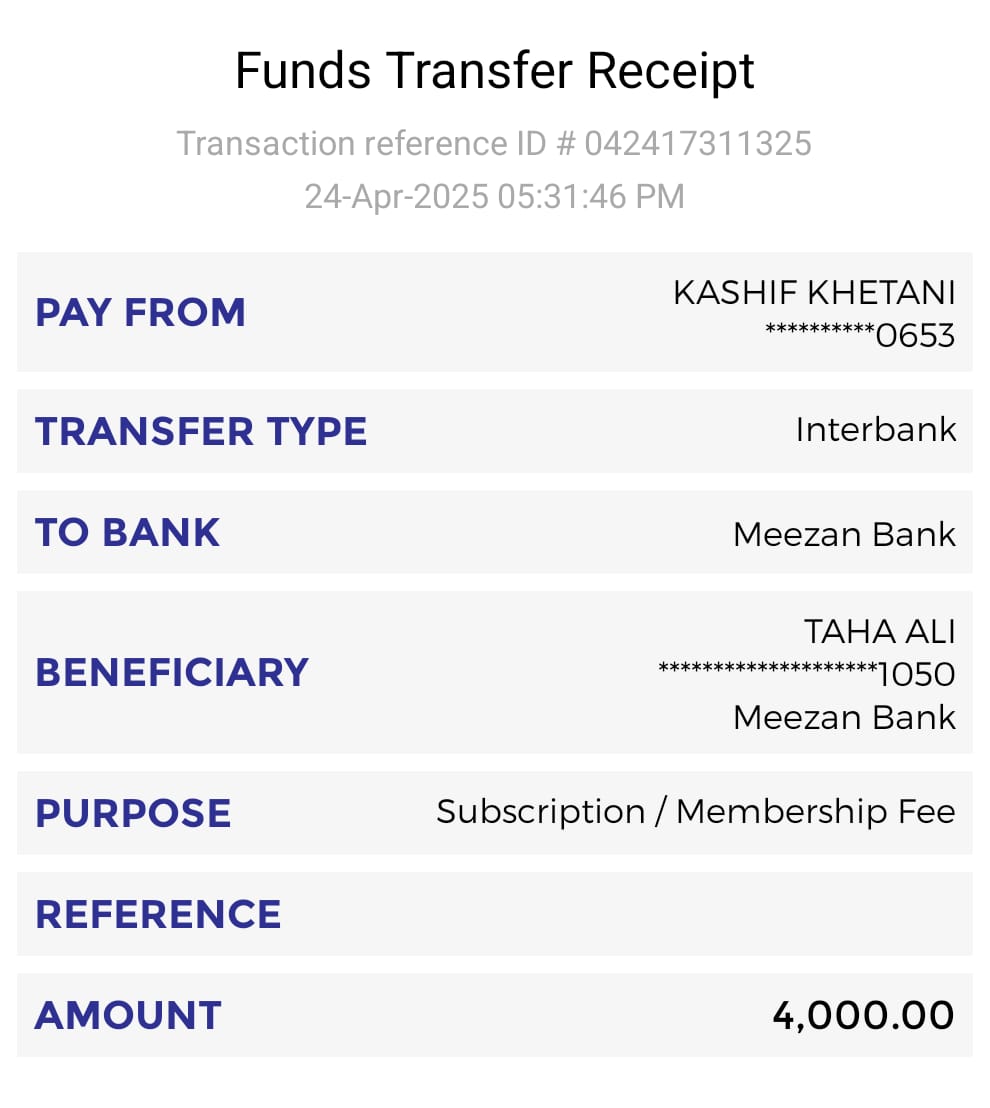 Funds Transfer Receipt
Transaction reference ID # 042417311325
24-Apr-2025 05:31:46 PM
PAY FROM
KASHIF KHETANI
**********0653
TRANSFER TYPE
Interbank
TO BANK
Meezan Bank
BENEFICIARY
TAHA ALI
********************1050
Meezan Bank
PURPOSE
Subscription / Membership Fee
REFERENCE
AMOUNT
4,000.00